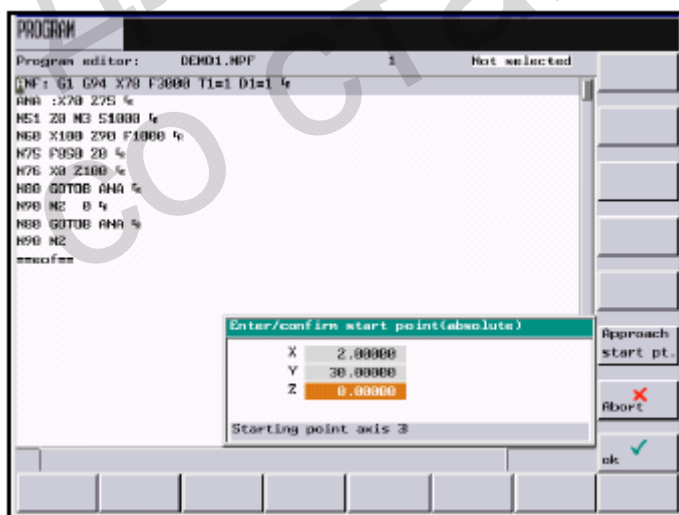 PROGRAM
Program editor: DEMO1.MPF 1 Not selected
ENF: G1 G94 X70 F3000 T1=1 D1=1
ANA :X70 Z75
N51 Z0 M3 S1000
N60 X100 Z90 F1000
N75 F850 Z0
N76 X0 Z100
N80 GOTOB ANA
N90 M2 0
N80 GOTOB ANA
N90 M2
==eof==
Enter/confirm start point(absolute)
X 2.00000
Y 30.00000
Z 0.00000
Starting point axis 3
Approach
start pt.
Abort
ok